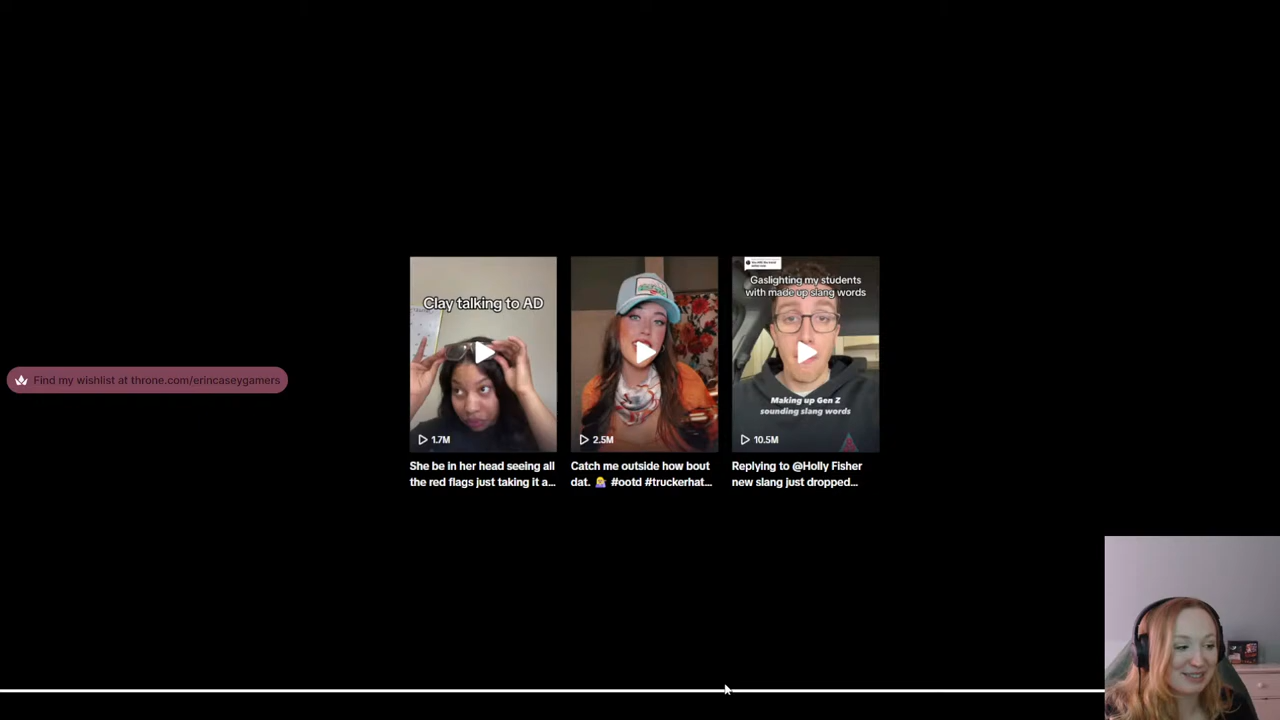 Clay talking to AD
1.7M
She be in her head seeing all
the red flags just taking it a...
2.5M
Catch me outside how bout
dat. 🤷‍♀️ #ootd #truckerhat...
Gaslighting my students
with made up slang words
Making up Gen Z
sounding slang words
10.5M
Replying to @Holly Fisher
new slang just dropped...
Find my wishlist at throne.com/erincaseygamers